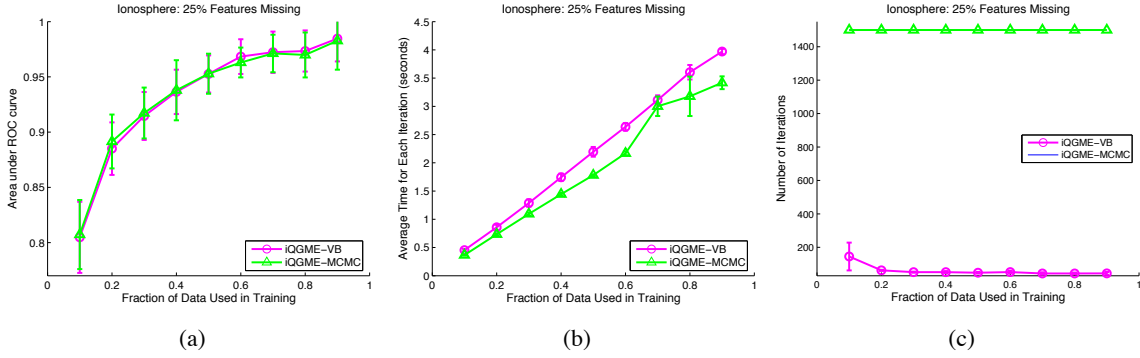 Ionosphere: 25% Features Missing
1
0.95
0.9
0.85
0.8
Area under ROC curve
0 0.2 0.4 0.6 0.8 1
Fraction of Data Used in Training
iQGME−VB
iQGME−MCMC
(a)
Ionosphere: 25% Features Missing
4.5
4
3.5
3
2.5
2
1.5
1
0.5
0
Average Time for Each Iteration (seconds)
0 0.2 0.4 0.6 0.8 1
Fraction of Data Used in Training
iQGME−VB
iQGME−MCMC
(b)
Ionosphere: 25% Features Missing
1400
1200
1000
800
600
400
200
Number of Iterations
0 0.2 0.4 0.6 0.8 1
Fraction of Data Used in Training
iQGME−VB
iQGME−MCMC
(c)